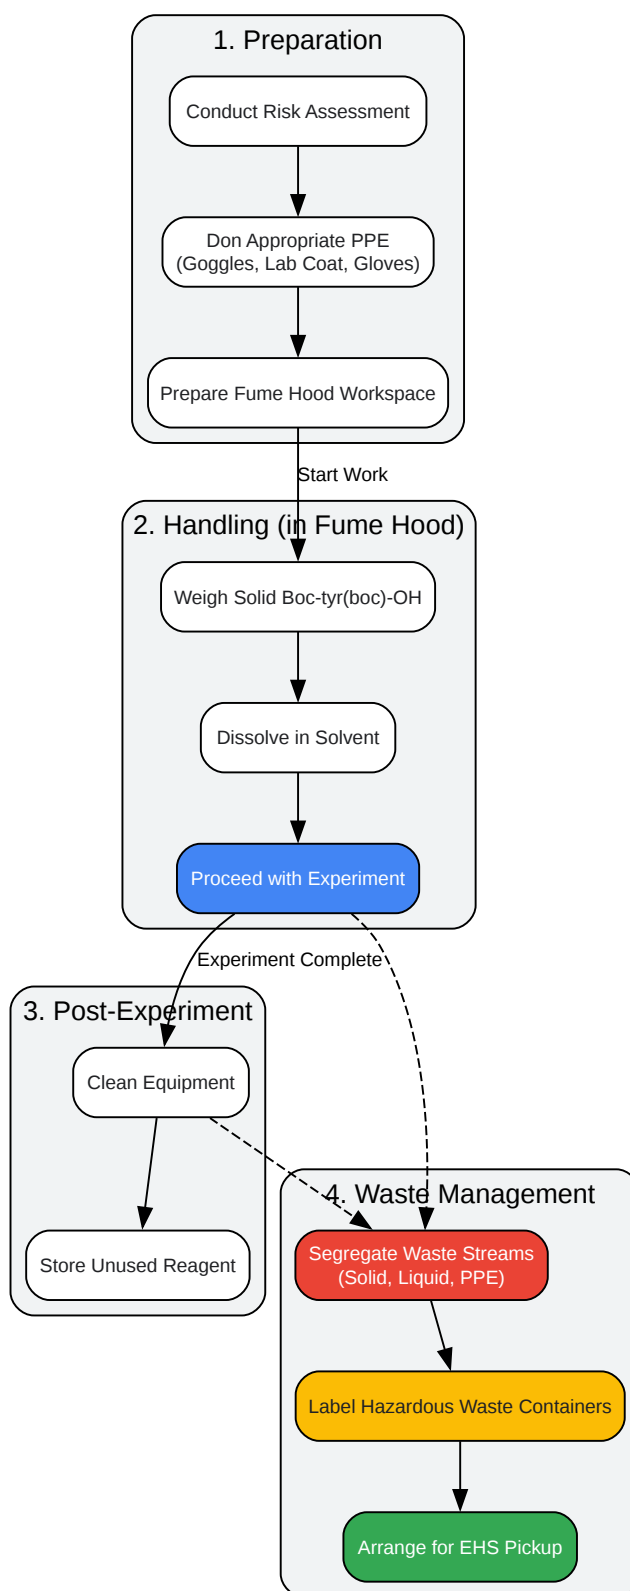 1. Preparation
Conduct Risk Assessment
Don Appropriate PPE
(Goggles, Lab Coat, Gloves)
Prepare Fume Hood Workspace
Start Work
2. Handling (in Fume Hood)
Weigh Solid Boc-tyr(boc)-OH
Dissolve in Solvent
Proceed with Experiment
Experiment Complete
3. Post-Experiment
Clean Equipment
Store Unused Reagent
4. Waste Management
Segregate Waste Streams
(Solid, Liquid, PPE)
Label Hazardous Waste Containers
Arrange for EHS Pickup